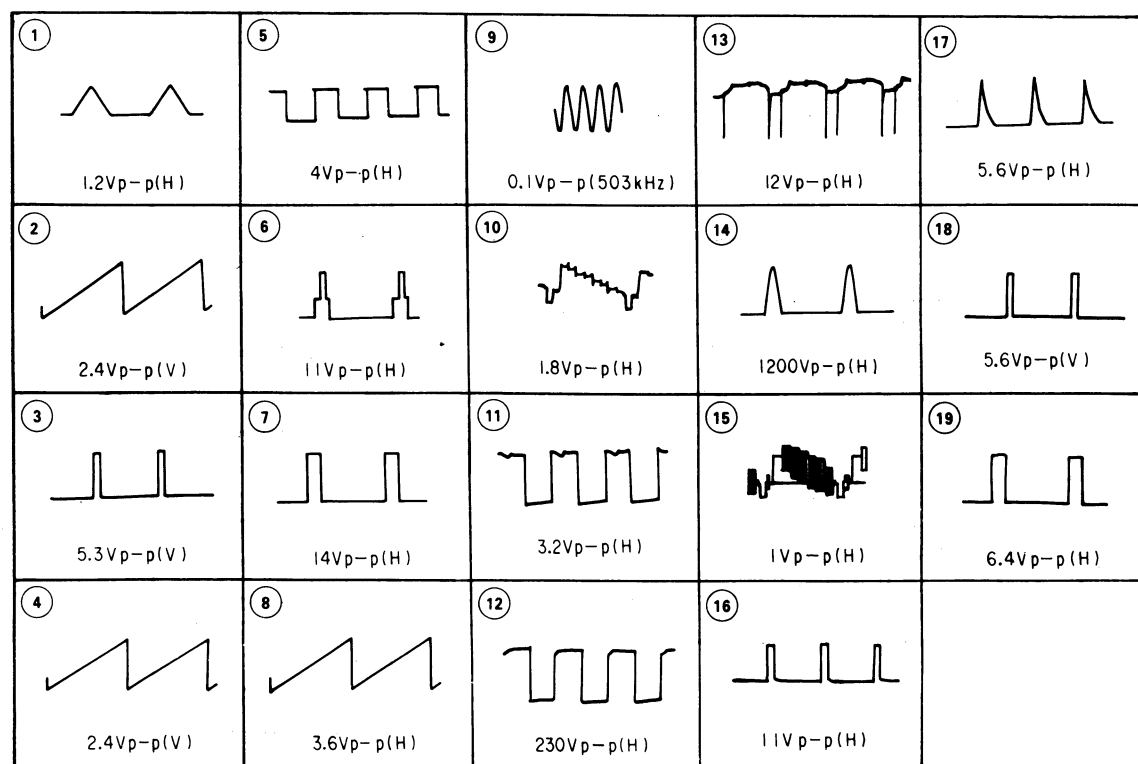 1
1.2Vp-p(H)
5
4Vp-p(H)
9
0.1Vp-p(503kHz)
13
12Vp-p(H)
17
5.6Vp-p(H)
2
2.4Vp-p(V)
6
11Vp-p(H)
10
1.8Vp-p(H)
14
1200Vp-p(H)
18
5.6Vp-p(V)
3
5.3Vp-p(V)
7
14Vp-p(H)
11
3.2Vp-p(H)
15
1Vp-p(H)
19
6.4Vp-p(H)
4
2.4Vp-p(V)
8
3.6Vp-p(H)
12
230Vp-p(H)
16
11Vp-p(H)